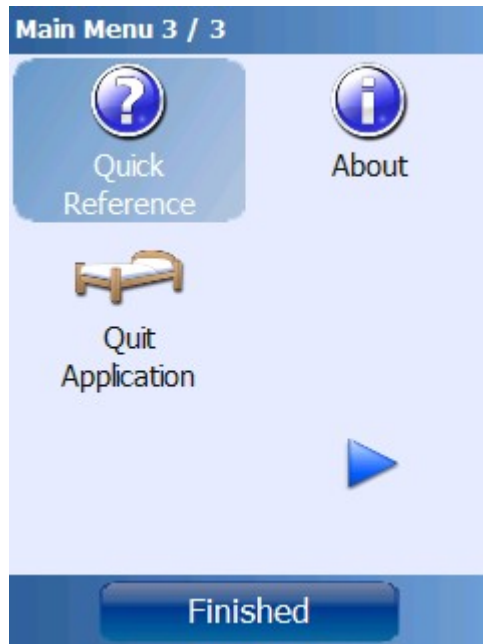 Main Menu 3 / 3
Quick
Reference
About
Quit
Application
Finished